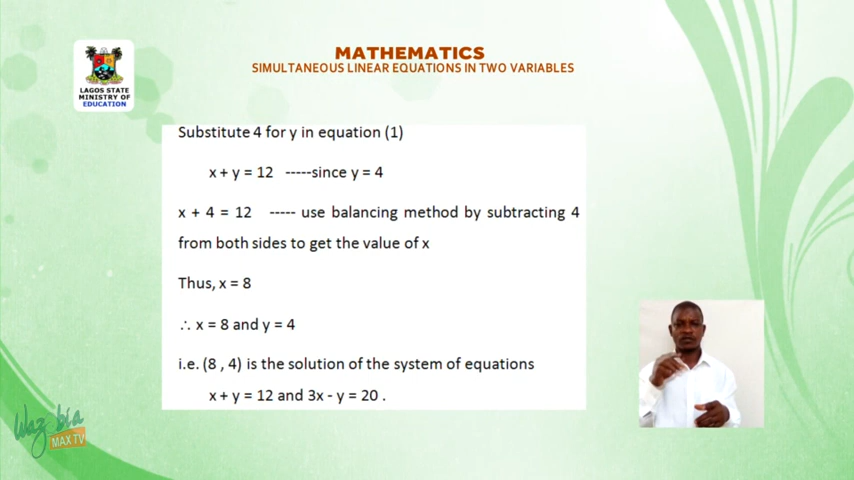 MATHEMATICS
SIMULTANEOUS LINEAR EQUATIONS IN TWO VARIABLES
LAGOS STATE
MINISTRY OF
EDUCATION
Substitute 4 for y in equation (1)
x + y = 12 -----since y = 4
x + 4 = 12 ----- use balancing method by subtracting 4
from both sides to get the value of x
Thus, x = 8
∴ x = 8 and y = 4
i.e. (8 , 4) is the solution of the system of equations
x + y = 12 and 3x - y = 20 .
Wazobia
MAX TV